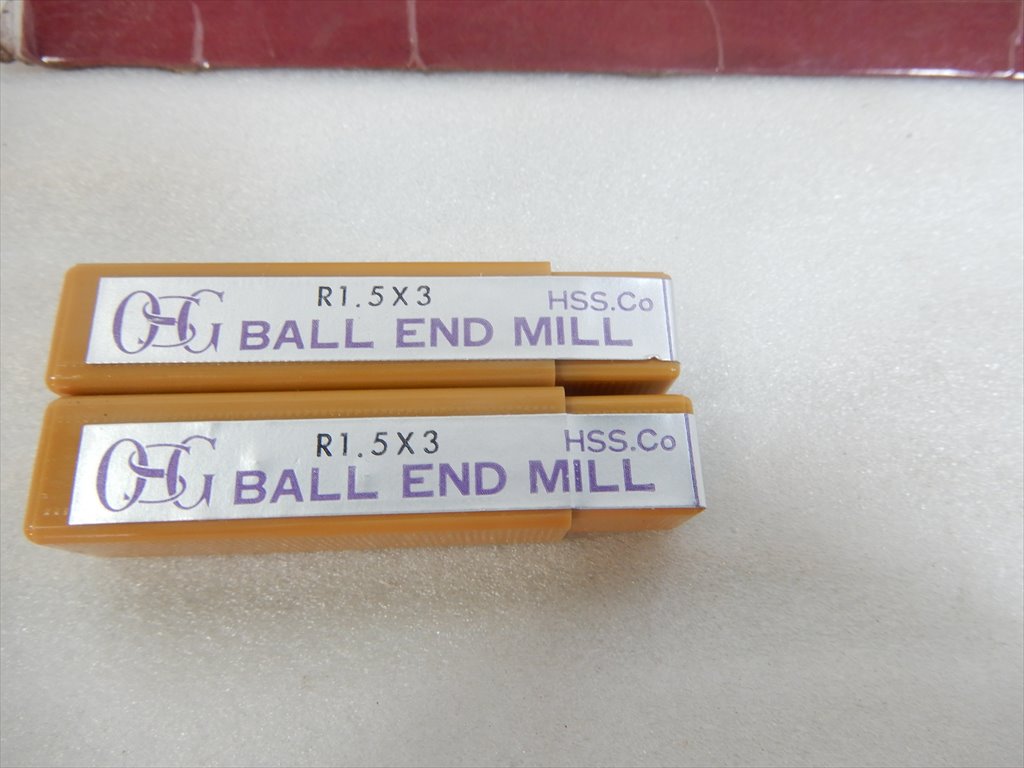 OSG
R1.5X3
HSS.Co
BALL END MILL
OSG
R1.5X3
HSS.Co
BALL END MILL